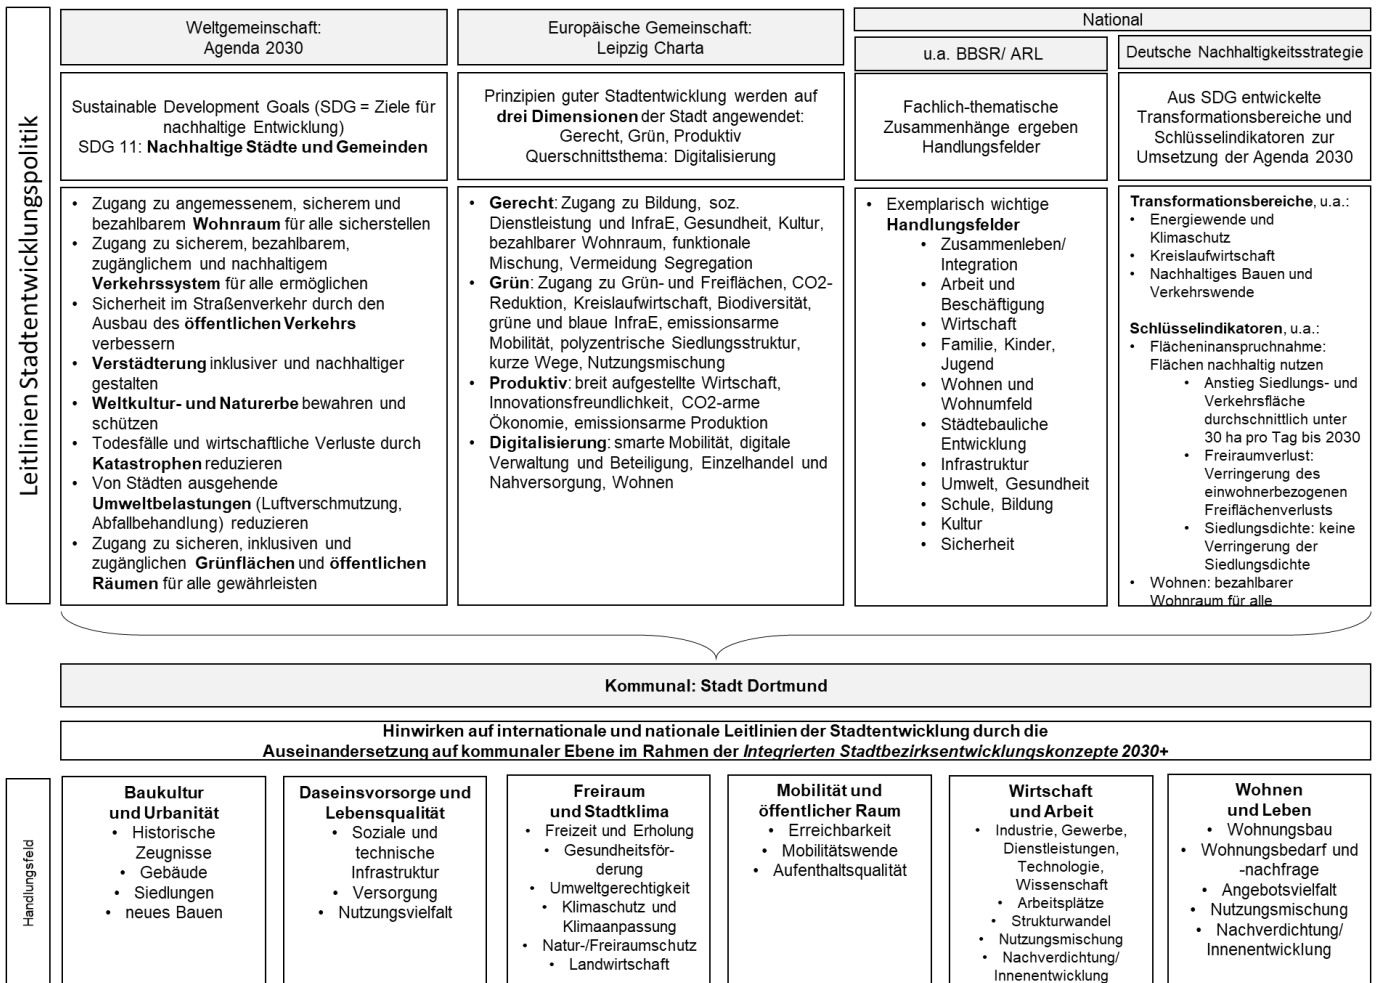 Leitlinien Stadtentwicklungspolitik
Weltgemeinschaft:
Agenda 2030
Sustainable Development Goals (SDG = Ziele für
nachhaltige Entwicklung)
SDG 11: Nachhaltige Städte und Gemeinden
• Zugang zu angemessenem, sicherem und
bezahlbarem Wohnraum für alle sicherstellen
• Zugang zu sicherem, bezahlbarem,
zugänglichem und nachhaltigem
Verkehrssystem für alle ermöglichen
• Sicherheit im Straßenverkehr durch den
Ausbau des öffentlichen Verkehrs
verbessern
• Verstädterung inklusiver und nachhaltiger
gestalten
• Weltkultur- und Naturerbe bewahren und
schützen
• Todesfälle und wirtschaftliche Verluste durch
Katastrophen reduzieren
• Von Städten ausgehende
Umweltbelastungen (Luftverschmutzung,
Abfallbehandlung) reduzieren
• Zugang zu sicheren, inklusiven und
zugänglichen Grünflächen und öffentlichen
Räumen für alle gewährleisten
Europäische Gemeinschaft:
Leipzig Charta
Prinzipien guter Stadtentwicklung werden auf
drei Dimensionen der Stadt angewendet:
Gerecht, Grün, Produktiv
Querschnittsthema: Digitalisierung
• Gerecht: Zugang zu Bildung, soz.
Dienstleistung und InfraE, Gesundheit, Kultur,
bezahlbarer Wohnraum, funktionale
Mischung, Vermeidung Segregation
• Grün: Zugang zu Grün- und Freiflächen, CO2-
Reduktion, Kreislaufwirtschaft, Biodiversität,
grüne und blaue InfraE, emissionsarme
Mobilität, polyzentrische Siedlungsstruktur,
kurze Wege, Nutzungsmischung
• Produktiv: breit aufgestellte Wirtschaft,
Innovationsfreundlichkeit, CO2-arme
Ökonomie, emissionsarme Produktion
• Digitalisierung: smarte Mobilität, digitale
Verwaltung und Beteiligung, Einzelhandel und
Nahversorgung, Wohnen
National
u.a. BBSR/ ARL
Fachlich-thematische
Zusammenhänge ergeben
Handlungsfelder
• Exemplarisch wichtige
Handlungsfelder
• Zusammenleben/
Integration
• Arbeit und
Beschäftigung
• Wirtschaft
• Familie, Kinder,
Jugend
• Wohnen und
Wohnumfeld
• Städtebauliche
Entwicklung
• Infrastruktur
• Umwelt, Gesundheit
• Schule, Bildung
• Kultur
• Sicherheit
Deutsche Nachhaltigkeitsstrategie
Aus SDG entwickelte
Transformationsbereiche und
Schlüsselindikatoren zur
Umsetzung der Agenda 2030
Transformationsbereiche, u.a.:
• Energiewende und
Klimaschutz
• Kreislaufwirtschaft
• Nachhaltiges Bauen und
Verkehrswende
Schlüsselindikatoren, u.a.:
• Flächeninanspruchnahme:
Flächen nachhaltig nutzen
• Anstieg Siedlungs- und
Verkehrsfläche
durchschnittlich unter
30 ha pro Tag bis 2030
• Freiraumverlust:
Verringerung des
einwohnerbezogenen
Freiflächenverlusts
• Siedlungsdichte: keine
Verringerung der
Siedlungsdichte
• Wohnen: bezahlbarer
Wohnraum für alle
Kommunal: Stadt Dortmund
Hinwirken auf internationale und nationale Leitlinien der Stadtentwicklung durch die
Auseinandersetzung auf kommunaler Ebene im Rahmen der Integrierten Stadtbezirksentwicklungskonzepte 2030+
Handlungsfeld
Baukultur
und Urbanität
• Historische
Zeugnisse
• Gebäude
• Siedlungen
• neues Bauen
Daseinsvorsorge und
Lebensqualität
• Soziale und
technische
Infrastruktur
• Versorgung
• Nutzungsvielfalt
Freiraum
und Stadtklima
• Freizeit und Erholung
• Gesundheitsför-
derung
• Umweltgerechtigkeit
• Klimaschutz und
Klimaanpassung
• Natur-/Freiraumschutz
• Landwirtschaft
Mobilität und
öffentlicher Raum
• Erreichbarkeit
• Mobilitätswende
• Aufenthaltsqualität
Wirtschaft
und Arbeit
• Industrie, Gewerbe,
Dienstleistungen,
Technologie,
Wissenschaft
• Arbeitsplätze
• Strukturwandel
• Nutzungsmischung
• Nachverdichtung/
Innenentwicklung
Wohnen
und Leben
• Wohnungsbau
• Wohnungsbedarf und
-nachfrage
• Angebotsvielfalt
• Nutzungsmischung
• Nachverdichtung/
Innenentwicklung